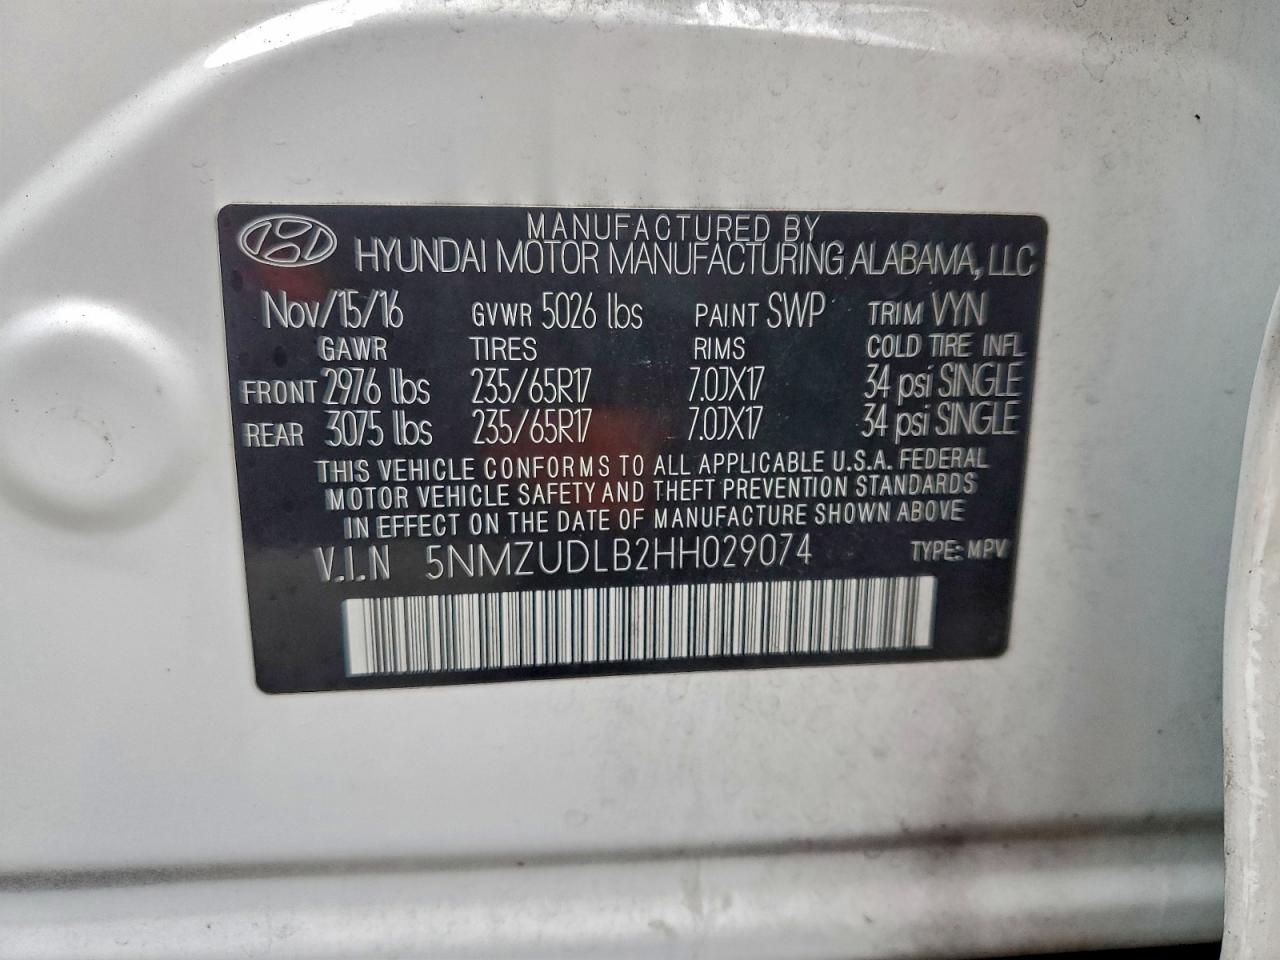 MANUFACTURED BY
HYUNDAI MOTOR MANUFACTURING ALABAMA, LLC
Nov/15/16 GVWR 5026 lbs PAINT SWP TRIM VYN
GAWR TIRES RIMS COLD TIRE INFL
FRONT 2976 lbs 235/65R17 7.0JX17 34 psi SINGLE
REAR 3075 lbs 235/65R17 7.0JX17 34 psi SINGLE
THIS VEHICLE CONFORMS TO ALL APPLICABLE U.S.A. FEDERAL
MOTOR VEHICLE SAFETY AND THEFT PREVENTION STANDARDS
IN EFFECT ON THE DATE OF MANUFACTURE SHOWN ABOVE
V.I.N 5NMZUDLB2HH029074 TYPE: MPV